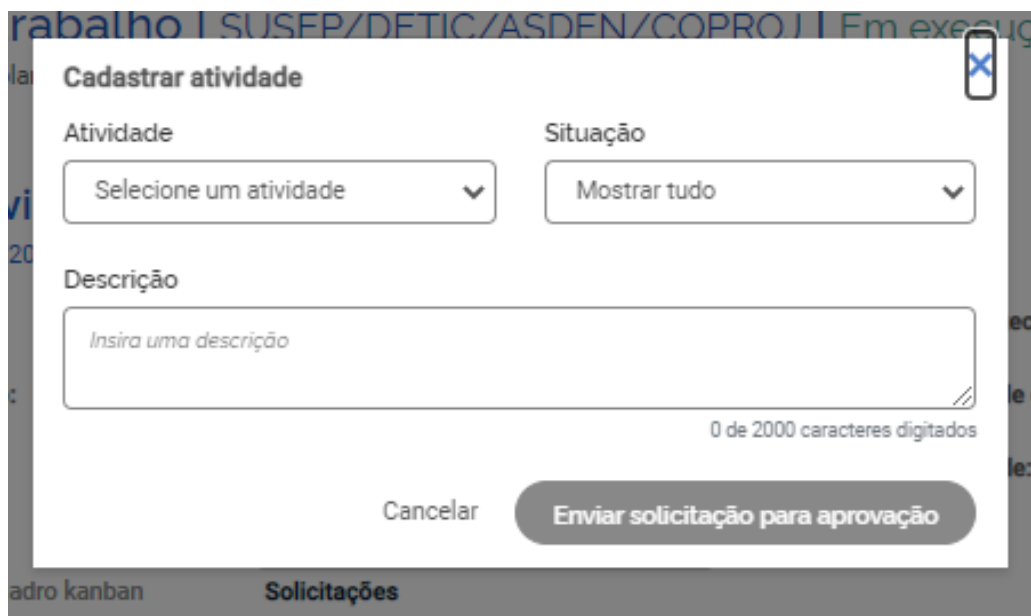 rabalho | SUSEP/DETIC/ASDEN/COPROJ | Em execuç
Cadastrar atividade
Atividade
Situação
Selecione um atividade
Mostrar tudo
20
Descrição
Insira uma descrição
0 de 2000 caracteres digitados
Cancelar
Enviar solicitação para aprovação
adro kanban
Solicitações